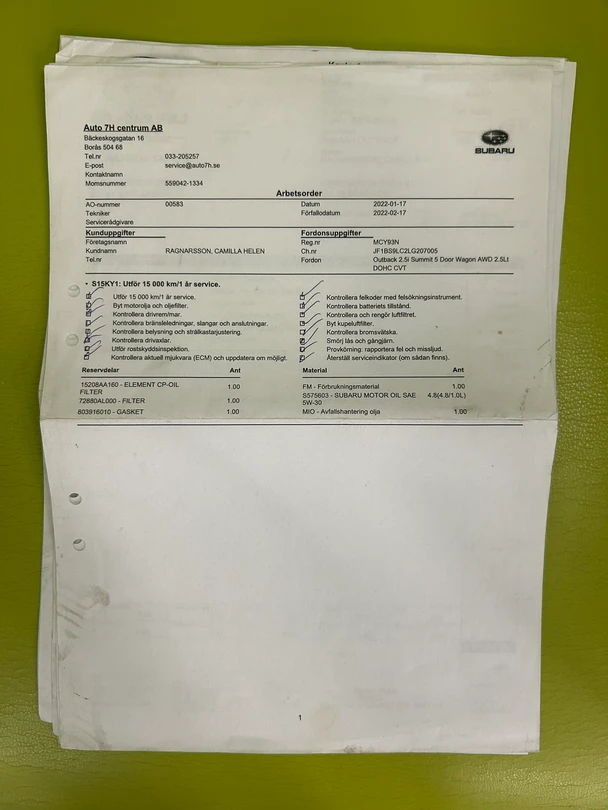 Auto 7H centrum AB
Bäckeskogsgatan 16
Borås 504 68
Tel.nr 033-205257
E-post service@auto7h.se
Kontaktnamn
Momsnummer 559042-1334
SUBARU
Arbetsorder
AO-nummer 00583 Datum 2022-01-17
Tekniker Förfallodatum 2022-02-17
Servicerådgivare
Kunduppgifter Fordonsuppgifter
Företagsnamn Reg.nr MCY93N
Kundnamn RAGNARSSON, CAMILLA HELEN Ch.nr JF1BS9LC2LG207005
Tel.nr Fordon Outback 2.5i Summit 5 Door Wagon AWD 2.5Lt
DOHC CVT
• S15KY1: Utför 15 000 km/1 år service.
Utför 15 000 km/1 år service. Kontrollera felkoder med felsökningsinstrument.
Byt motorolja och oljefilter. Kontrollera batteriets tillstånd.
Kontrollera drivrem/mar. Kontrollera och rengör luftfiltret.
Kontrollera bränsleledningar, slangar och anslutningar. Byt kupeluftfilter.
Kontrollera belysning och strålkastarjustering. Kontrollera bromsvätska.
Kontrollera drivaxlar. Smörj lås och gångjärn.
Utför rostskyddsinspektion. Provkörning: rapportera fel och missljud.
Kontrollera aktuell mjukvara (ECM) och uppdatera om möjligt. Återställ serviceindikator (om sådan finns).
Reservdelar Ant Material Ant
15208AA160 - ELEMENT CP-OIL FILTER 1.00 FM - Förbrukningsmaterial 1.00
72880AL000 - FILTER 1.00 S575603 - SUBARU MOTOR OIL SAE 5W-30 4.8(4.8/1.0L)
803916010 - GASKET 1.00 MIO - Avfallshantering olja 1.00
1